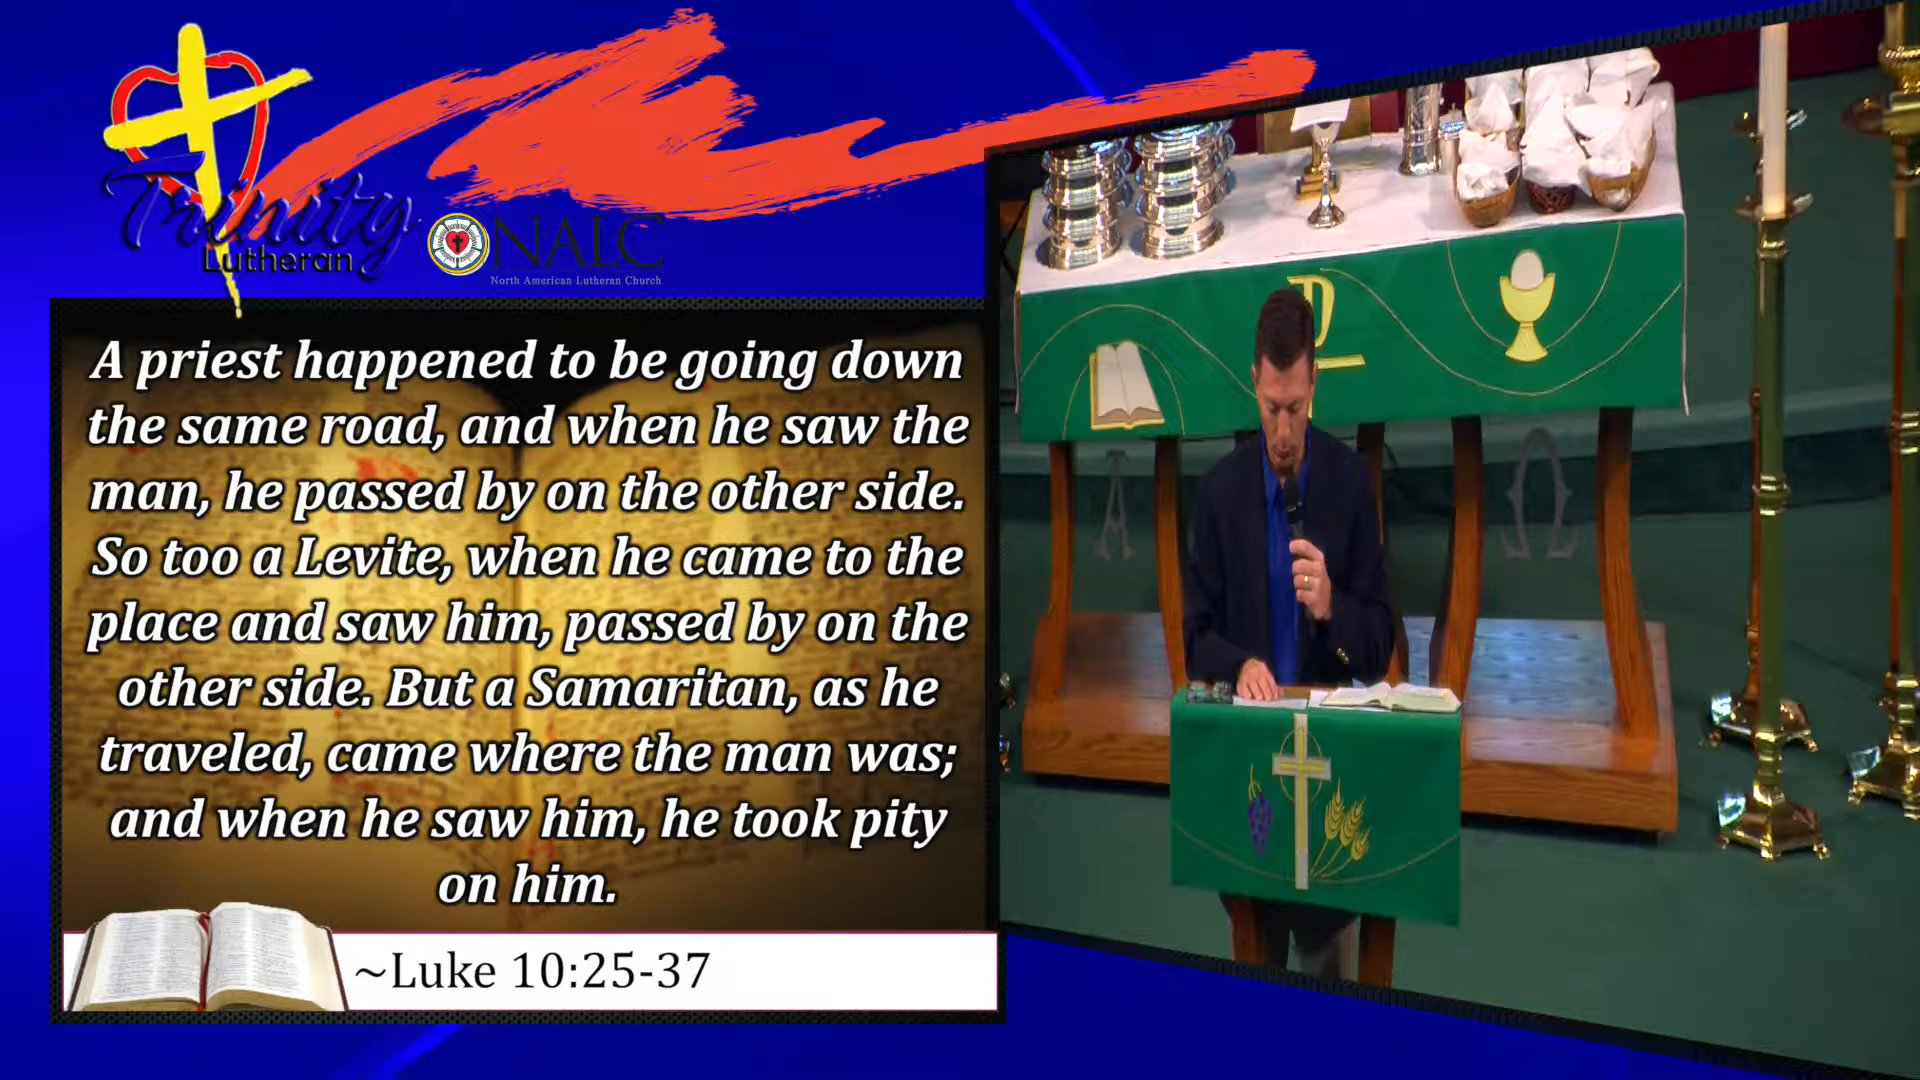 Trinity
Lutheran
NALC
North American Lutheran Church
A priest happened to be going down
the same road, and when he saw the
man, he passed by on the other side.
So too a Levite, when he came to the
place and saw him, passed by on the
other side. But a Samaritan, as he
traveled, came where the man was;
and when he saw him, he took pity
on him.
~Luke 10:25-37